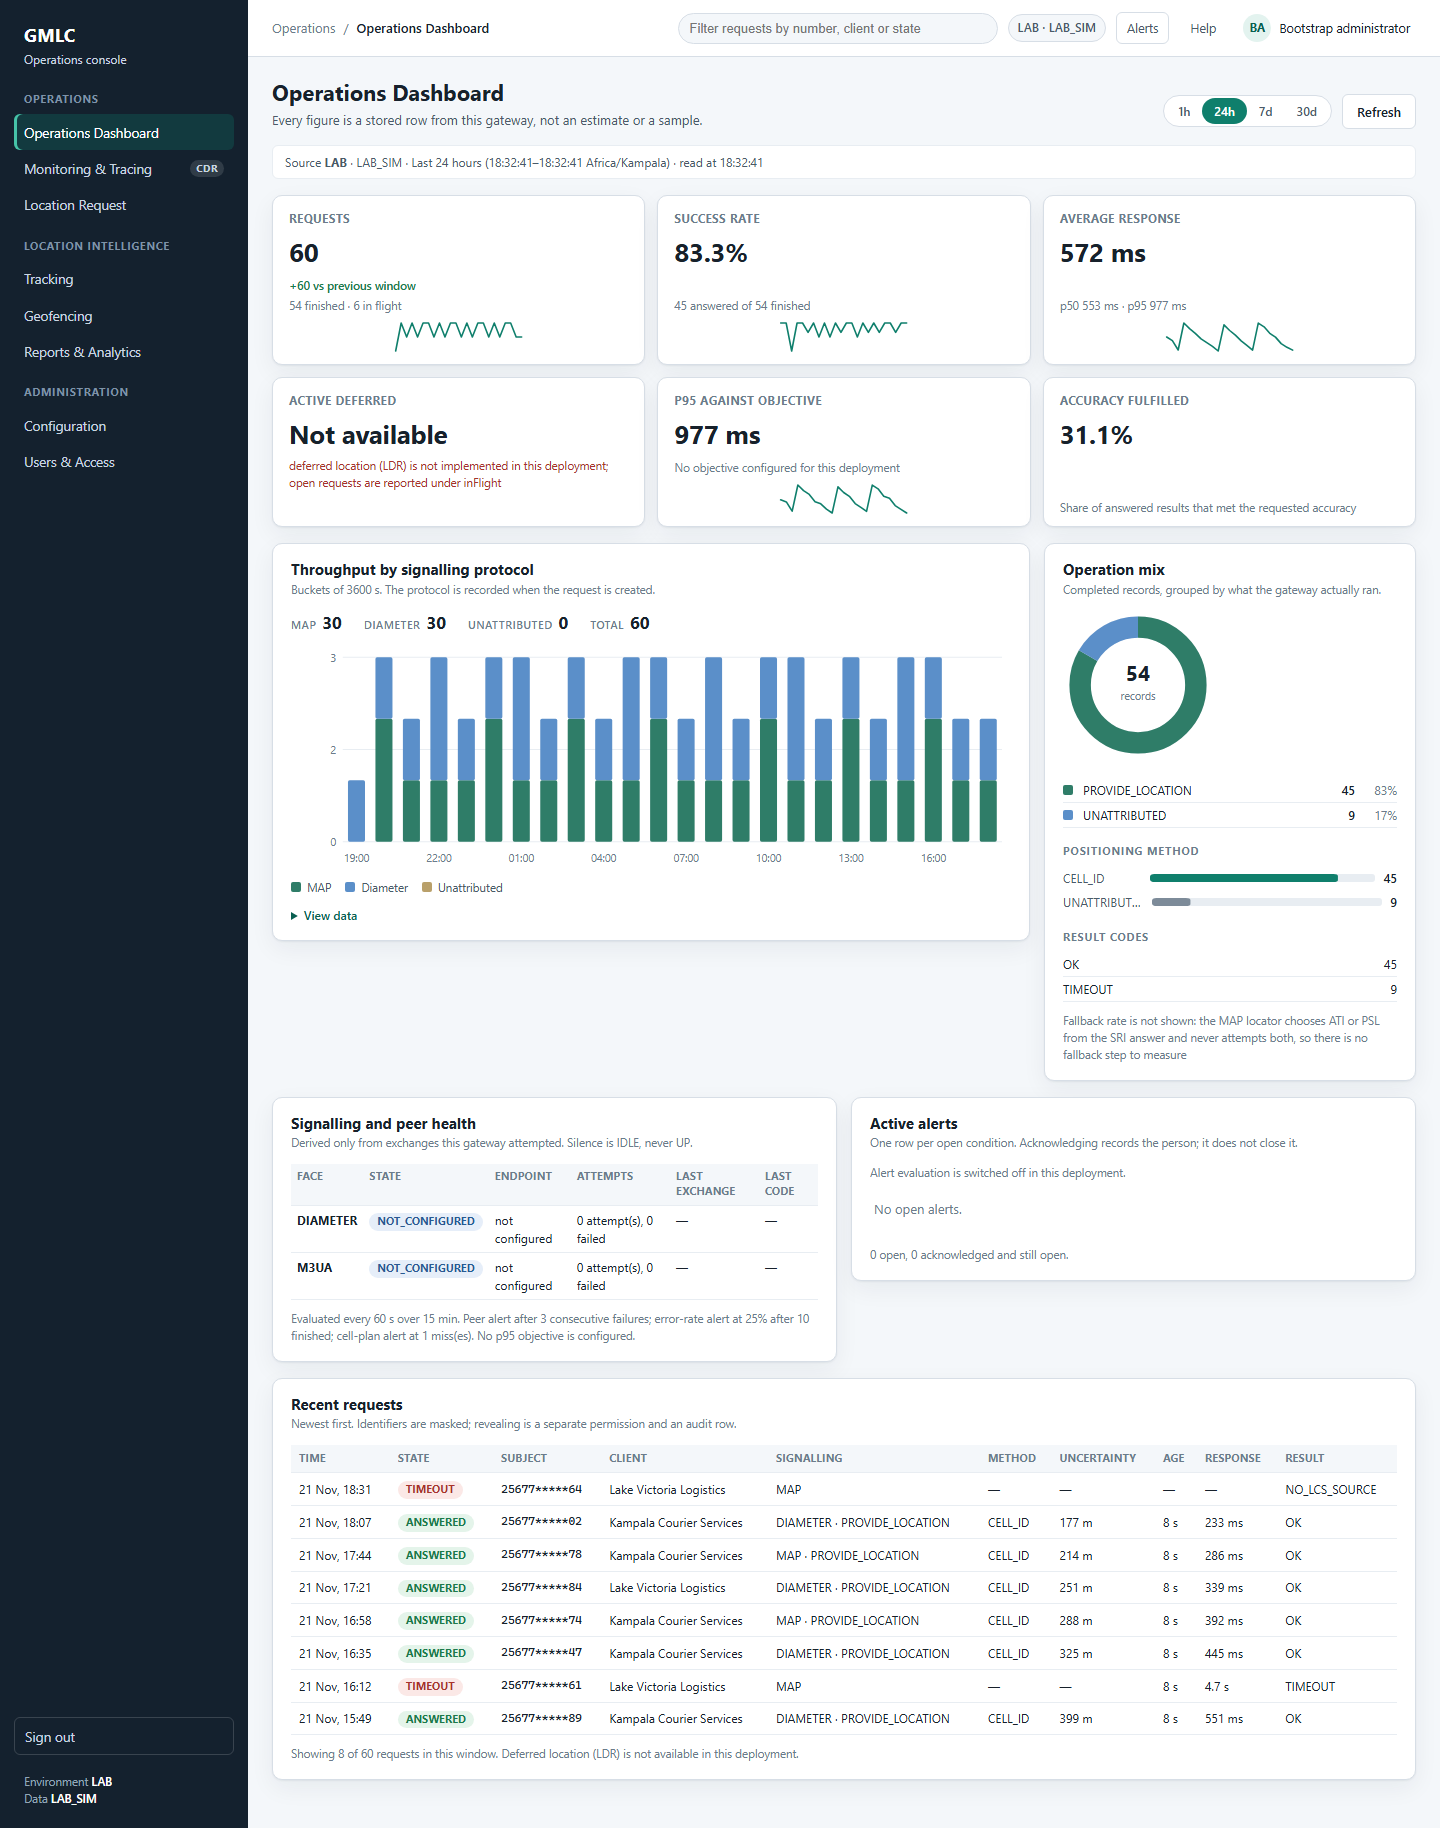 GMLC
Operations console
OPERATIONS
Operations Dashboard
Monitoring & Tracing CDR
Location Request
LOCATION INTELLIGENCE
Tracking
Geofencing
Reports & Analytics
ADMINISTRATION
Configuration
Users & Access
Sign out
Environment LAB
Data LAB_SIM
Operations / Operations Dashboard
Filter requests by number, client or state
LAB · LAB_SIM
Alerts
Help
BA Bootstrap administrator
Operations Dashboard
Every figure is a stored row from this gateway, not an estimate or a sample.
1h 24h 7d 30d
Refresh
Source LAB · LAB_SIM · Last 24 hours (18:32:41–18:32:41 Africa/Kampala) · read at 18:32:41
REQUESTS
60
+60 vs previous window
54 finished · 6 in flight
SUCCESS RATE
83.3%
45 answered of 54 finished
AVERAGE RESPONSE
572 ms
p50 553 ms · p95 977 ms
ACTIVE DEFERRED
Not available
deferred location (LDR) is not implemented in this deployment;
open requests are reported under inFlight
P95 AGAINST OBJECTIVE
977 ms
No objective configured for this deployment
ACCURACY FULFILLED
31.1%
Share of answered results that met the requested accuracy
Throughput by signalling protocol
Buckets of 3600 s. The protocol is recorded when the request is created.
MAP 30 DIAMETER 30 UNATTRIBUTED 0 TOTAL 60
3
2
0
19:00 22:00 01:00 04:00 07:00 10:00 13:00 16:00
MAP Diameter Unattributed
View data
Operation mix
Completed records, grouped by what the gateway actually ran.
54
records
PROVIDE_LOCATION 45 83%
UNATTRIBUTED 9 17%
POSITIONING METHOD
CELL_ID 45
UNATTRIBUT... 9
RESULT CODES
OK 45
TIMEOUT 9
Fallback rate is not shown: the MAP locator chooses ATI or PSL
from the SRI answer and never attempts both, so there is no
fallback step to measure
Signalling and peer health
Derived only from exchanges this gateway attempted. Silence is IDLE, never UP.
FACE STATE ENDPOINT ATTEMPTS LAST LAST
EXCHANGE CODE
DIAMETER NOT_CONFIGURED not 0 attempt(s), 0 — —
configured failed
M3UA NOT_CONFIGURED not 0 attempt(s), 0 — —
configured failed
Evaluated every 60 s over 15 min. Peer alert after 3 consecutive failures; error-rate alert at 25% after 10
finished; cell-plan alert at 1 miss(es). No p95 objective is configured.
Active alerts
One row per open condition. Acknowledging records the person; it does not close it.
Alert evaluation is switched off in this deployment.
No open alerts.
0 open, 0 acknowledged and still open.
Recent requests
Newest first. Identifiers are masked; revealing is a separate permission and an audit row.
TIME STATE SUBJECT CLIENT SIGNALLING METHOD UNCERTAINTY AGE RESPONSE RESULT
21 Nov, 18:31 TIMEOUT 25677*****64 Lake Victoria Logistics MAP — — — — NO_LCS_SOURCE
21 Nov, 18:07 ANSWERED 25677*****02 Kampala Courier Services DIAMETER · PROVIDE_LOCATION CELL_ID 177 m 8 s 233 ms OK
21 Nov, 17:44 ANSWERED 25677*****78 Kampala Courier Services MAP · PROVIDE_LOCATION CELL_ID 214 m 8 s 286 ms OK
21 Nov, 17:21 ANSWERED 25677*****84 Lake Victoria Logistics DIAMETER · PROVIDE_LOCATION CELL_ID 251 m 8 s 339 ms OK
21 Nov, 16:58 ANSWERED 25677*****74 Kampala Courier Services MAP · PROVIDE_LOCATION CELL_ID 288 m 8 s 392 ms OK
21 Nov, 16:35 ANSWERED 25677*****47 Kampala Courier Services DIAMETER · PROVIDE_LOCATION CELL_ID 325 m 8 s 445 ms OK
21 Nov, 16:12 TIMEOUT 25677*****61 Lake Victoria Logistics MAP — — 8 s 4.7 s TIMEOUT
21 Nov, 15:49 ANSWERED 25677*****89 Kampala Courier Services DIAMETER · PROVIDE_LOCATION CELL_ID 399 m 8 s 551 ms OK
Showing 8 of 60 requests in this window. Deferred location (LDR) is not available in this deployment.